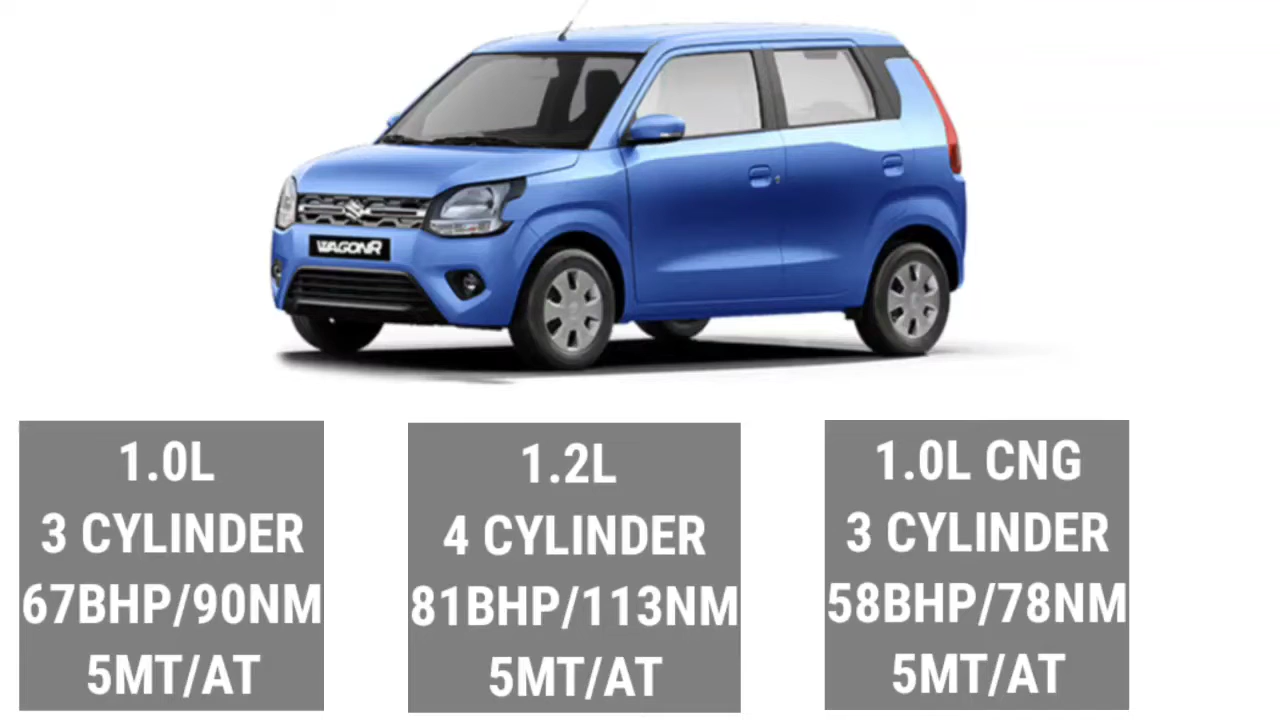 WAGONR
1.0L
3 CYLINDER
67BHP/90NM
5MT/AT
1.2L
4 CYLINDER
81BHP/113NM
5MT/AT
1.0L CNG
3 CYLINDER
58BHP/78NM
5MT/AT